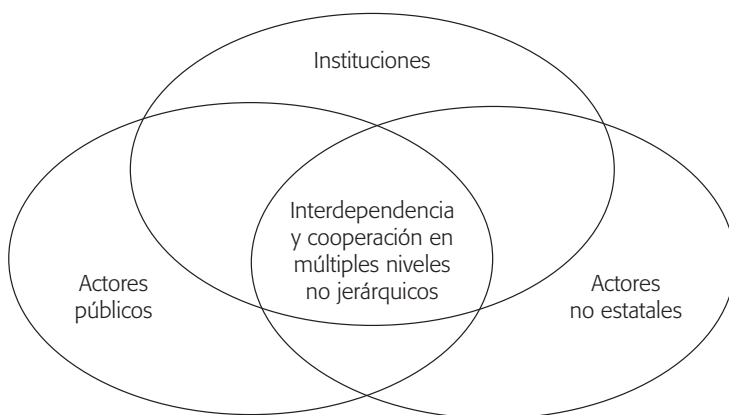 Instituciones
Interdependencia
y cooperación en
múltiples niveles
no jerárquicos
Actores
públicos
Actores
no estatales